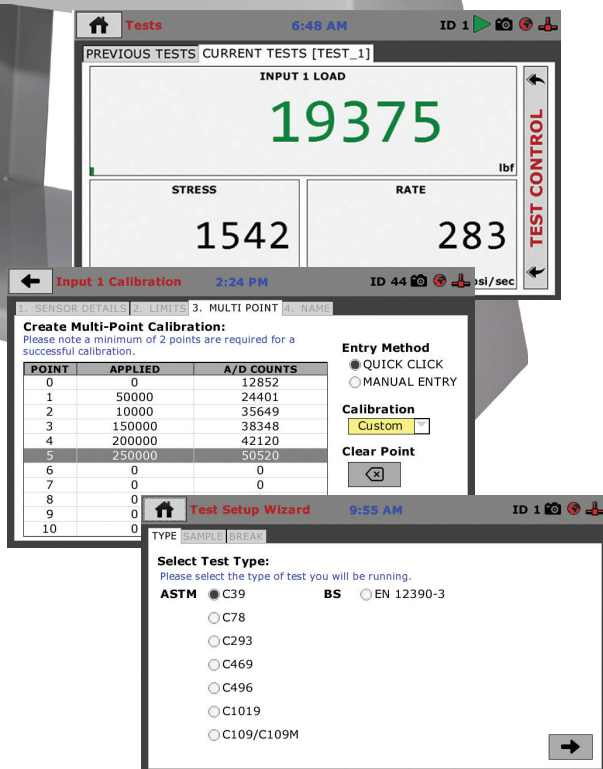 Tests 6:48 AM ID 1
PREVIOUS TESTS CURRENT TESTS [TEST_1]
INPUT 1 LOAD
19375
lbf
STRESS RATE
1542 283
psi/sec
TEST CONTROL
Input 1 Calibration 2:24 PM ID 44
1. SENSOR DETAILS 2. LIMITS 3. MULTI POINT 4. NAME
Create Multi-Point Calibration:
Please note a minimum of 2 points are required for a
successful calibration.
POINT APPLIED A/D COUNTS
0 0 12852
1 50000 24401
2 10000 35649
3 150000 38348
4 200000 42120
5 250000 50520
6 0 0
7 0 0
8 0
9 0
10 0
Entry Method
QUICK CLICK
MANUAL ENTRY
Calibration
Custom
Clear Point
Test Setup Wizard 9:55 AM ID 1
TYPE SAMPLE BREAK
Select Test Type:
Please select the type of test you will be running.
ASTM C39 BS EN 12390-3
C78
C293
C469
C496
C1019
C109/C109M